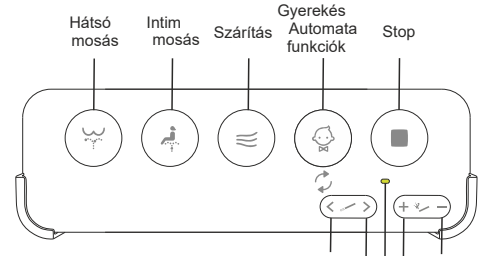 Hátsó
mosás
Intim
mosás
Szárítás
Gyerekés
Automata
funkciók
Stop